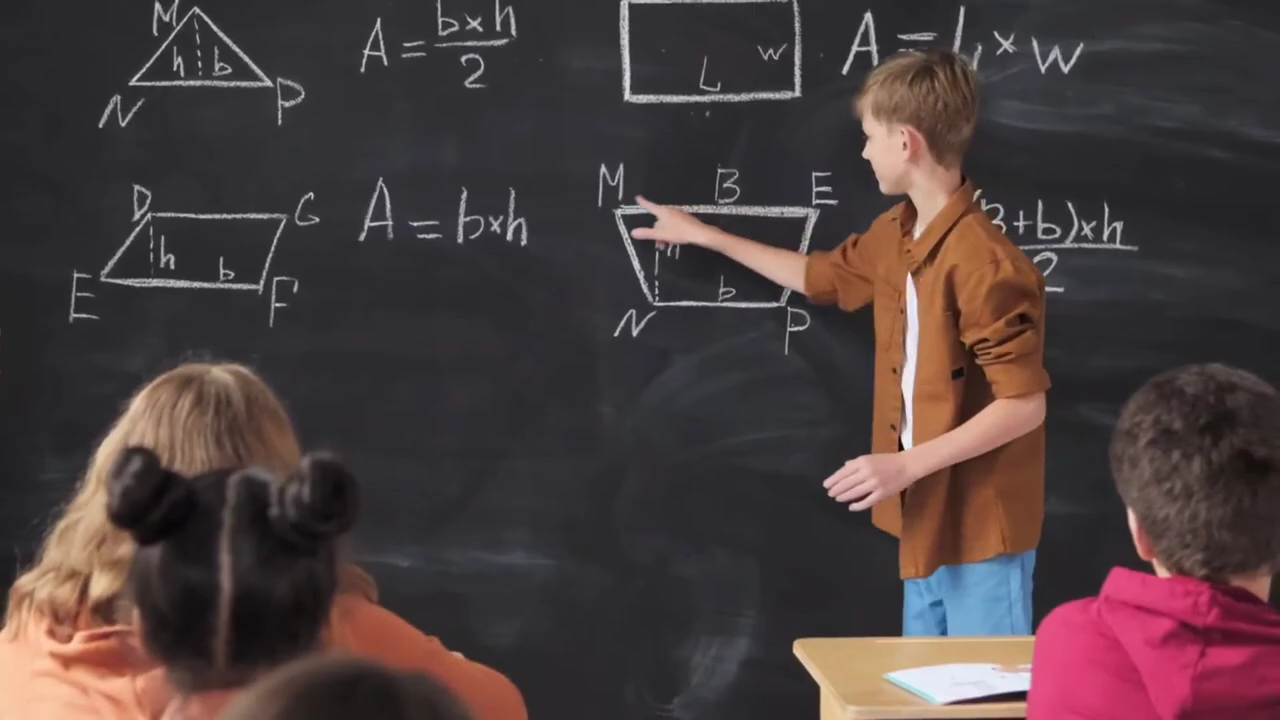 M
h b
N P
A = b×h
2
W
L
A = L×W
D G
h
b
E F
A = b×h
M B E
h
b
N P
B+b)×h
2